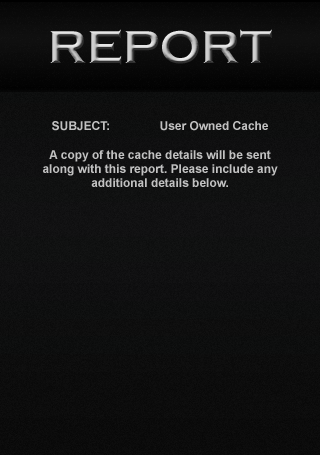 REPORT
SUBJECT: User Owned Cache
A copy of the cache details will be sent
along with this report. Please include any
additional details below.